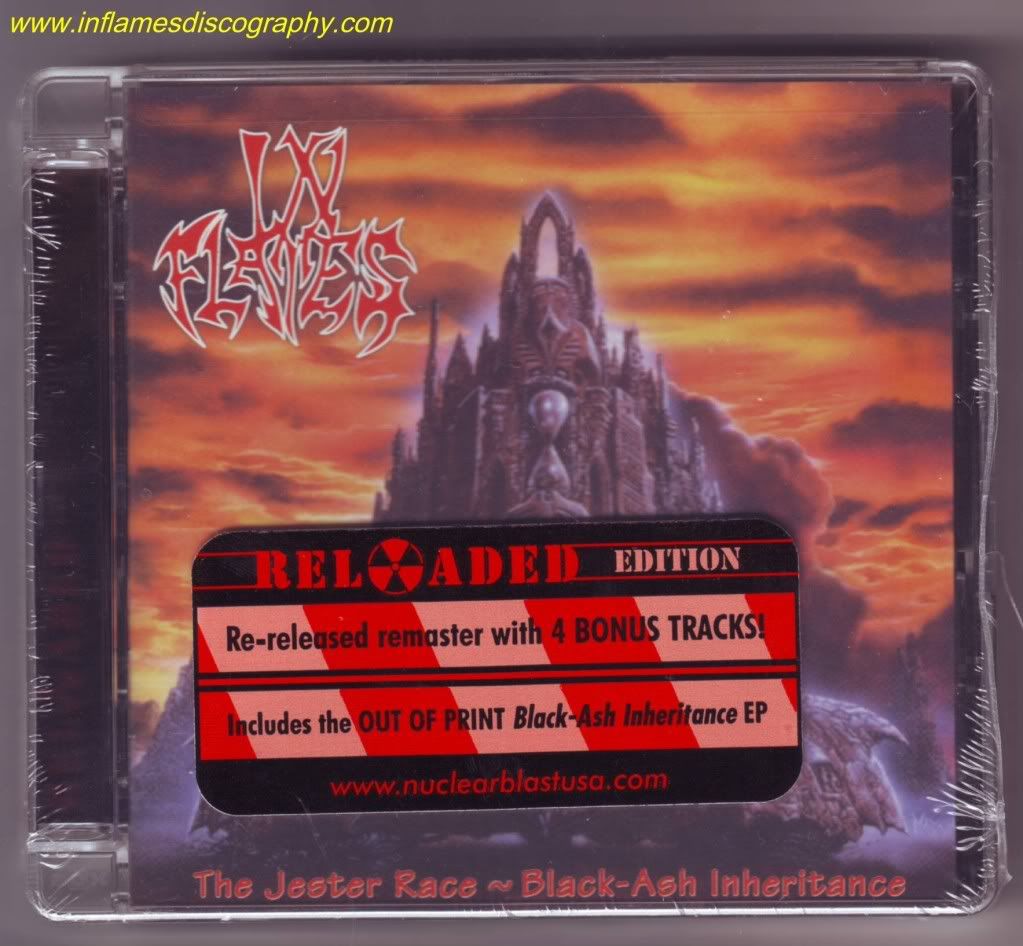 www.inflamesdiscography.com
IN
FLAMES
RELOADED EDITION
Re-released remaster with 4 BONUS TRACKS!
Includes the OUT OF PRINT Black-Ash Inheritance EP
www.nuclearblastusa.com
The Jester Race ~ Black-Ash Inheritance